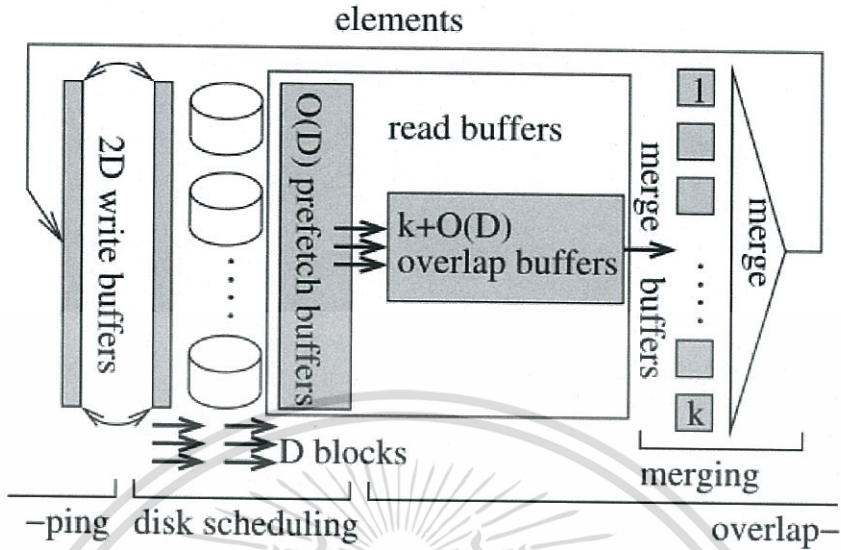 elements
2D write buffers
O(D) prefetch buffers
read buffers
k+O(D)
overlap buffers
merge buffers
1
k
merge
D blocks
merging
–ping
disk scheduling
overlap–